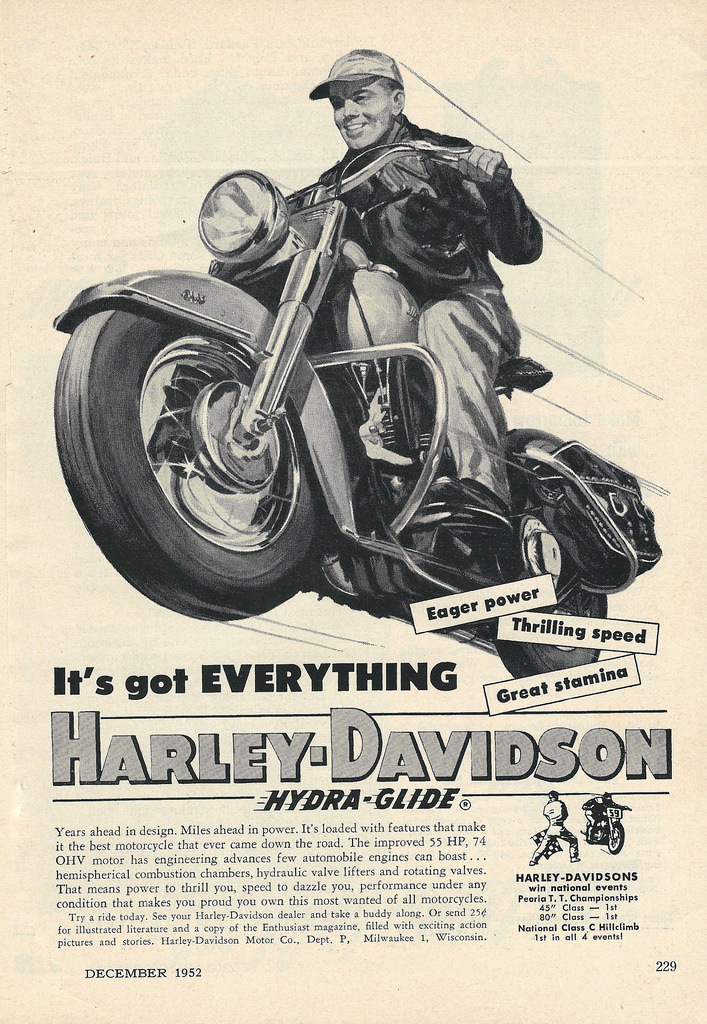 Eager power
Thrilling speed
Great stamina
It's got EVERYTHING
HARLEY-DAVIDSON
HYDRA-GLIDE®
Years ahead in design. Miles ahead in power. It's loaded with features that make
it the best motorcycle that ever came down the road. The improved 55 HP, 74
OHV motor has engineering advances few automobile engines can boast...
hemispherical combustion chambers, hydraulic valve lifters and rotating valves.
That means power to thrill you, speed to dazzle you, performance under any
condition that makes you proud you own this most wanted of all motorcycles.
Try a ride today. See your Harley-Davidson dealer and take a buddy along. Or send 25¢
for illustrated literature and a copy of the Enthusiast magazine, filled with exciting action
pictures and stories. Harley-Davidson Motor Co., Dept. P, Milwaukee 1, Wisconsin.
59
HARLEY-DAVIDSONS
win national events
Peoria T. T. Championships
45" Class — 1st
80" Class — 1st
National Class C Hillclimb
1st in all 4 events!
DECEMBER 1952
229